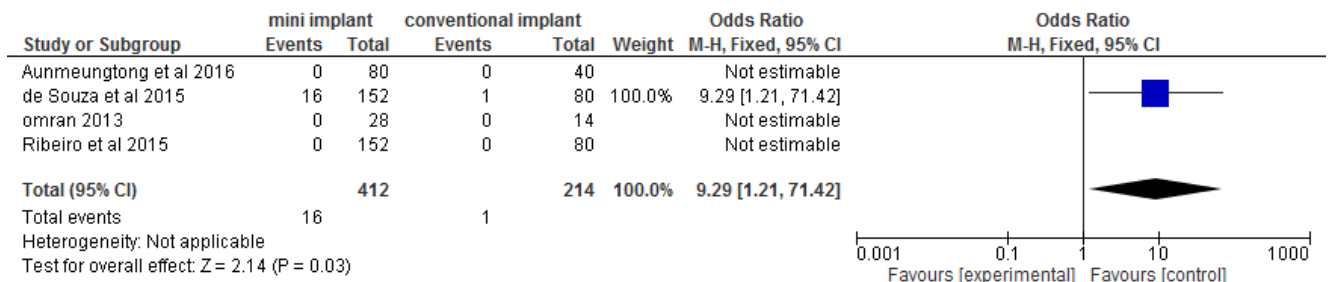 mini implant conventional implant Odds Ratio Odds Ratio
Study or Subgroup Events Total Events Total Weight M-H, Fixed, 95% CI M-H, Fixed, 95% CI
Aunmeungtong et al 2016 0 80 0 40 Not estimable
de Souza et al 2015 16 152 1 80 100.0% 9.29 [1.21, 71.42]
omran 2013 0 28 0 14 Not estimable
Ribeiro et al 2015 0 152 0 80 Not estimable
Total (95% CI) 412 214 100.0% 9.29 [1.21, 71.42]
Total events 16 1
Heterogeneity: Not applicable
Test for overall effect: Z = 2.14 (P = 0.03)
0.001 0.1 1 10 1000
Favours [experimental] Favours [control]